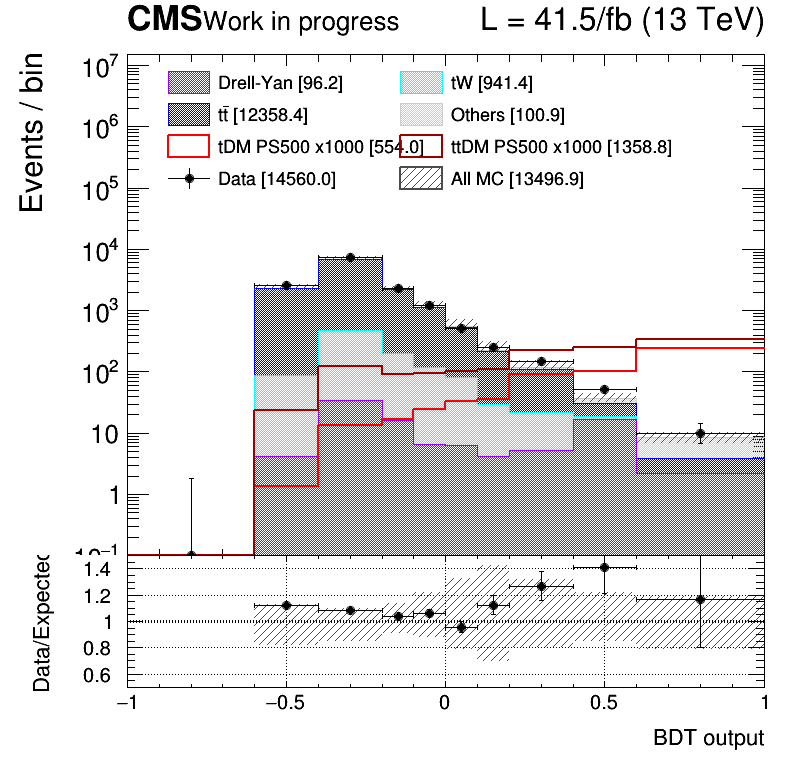 CMS Work in progress L = 41.5/fb (13 TeV)
Events / bin
10⁷
10⁶
10⁵
10⁴
10³
10²
10
1
10⁻¹
Drell-Yan [96.2] tW [941.4]
tt̄ [12358.4] Others [100.9]
tDM PS500 x1000 [554.0] ttDM PS500 x1000 [1358.8]
Data [14560.0] All MC [13496.9]
Data/Expected
1.4
1.2
1
0.8
0.6
−1 −0.5 0 0.5 1
BDT output